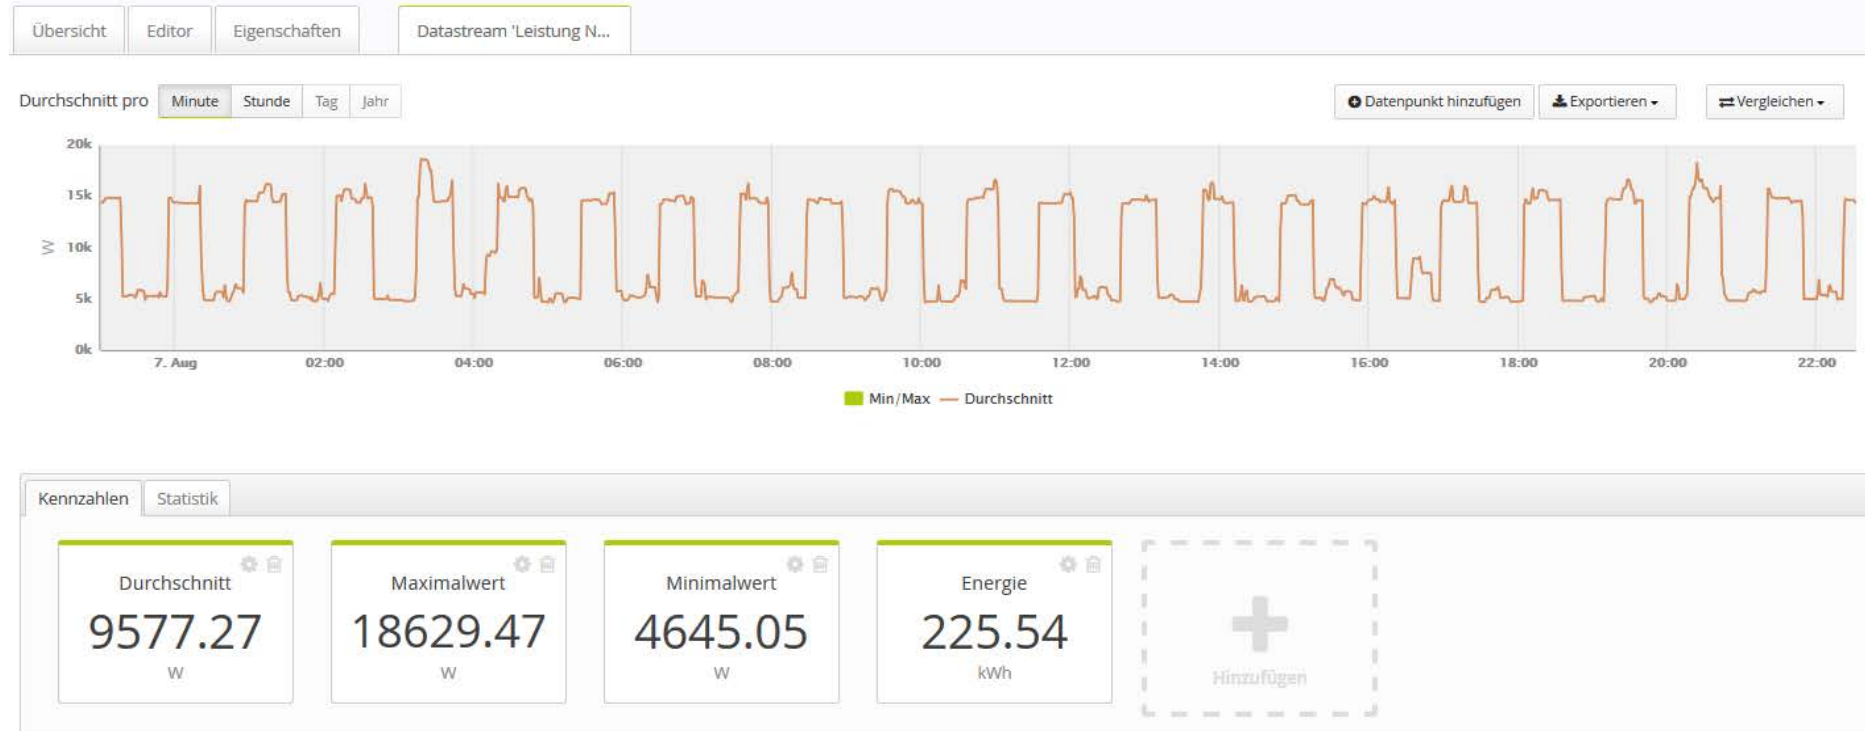 Übersicht Editor Eigenschaften Datastream 'Leistung N...
Durchschnitt pro Minute Stunde Tag Jahr Datenpunkt hinzufügen Exportieren Vergleichen
20k
15k
W
10k
5k
0k
7. Aug 02:00 04:00 06:00 08:00 10:00 12:00 14:00 16:00 18:00 20:00 22:00
Min/Max Durchschnitt
Kennzahlen Statistik
Durchschnitt Maximalwert Minimalwert Energie
9577.27 18629.47 4645.05 225.54
W W W kWh
Hinzufügen